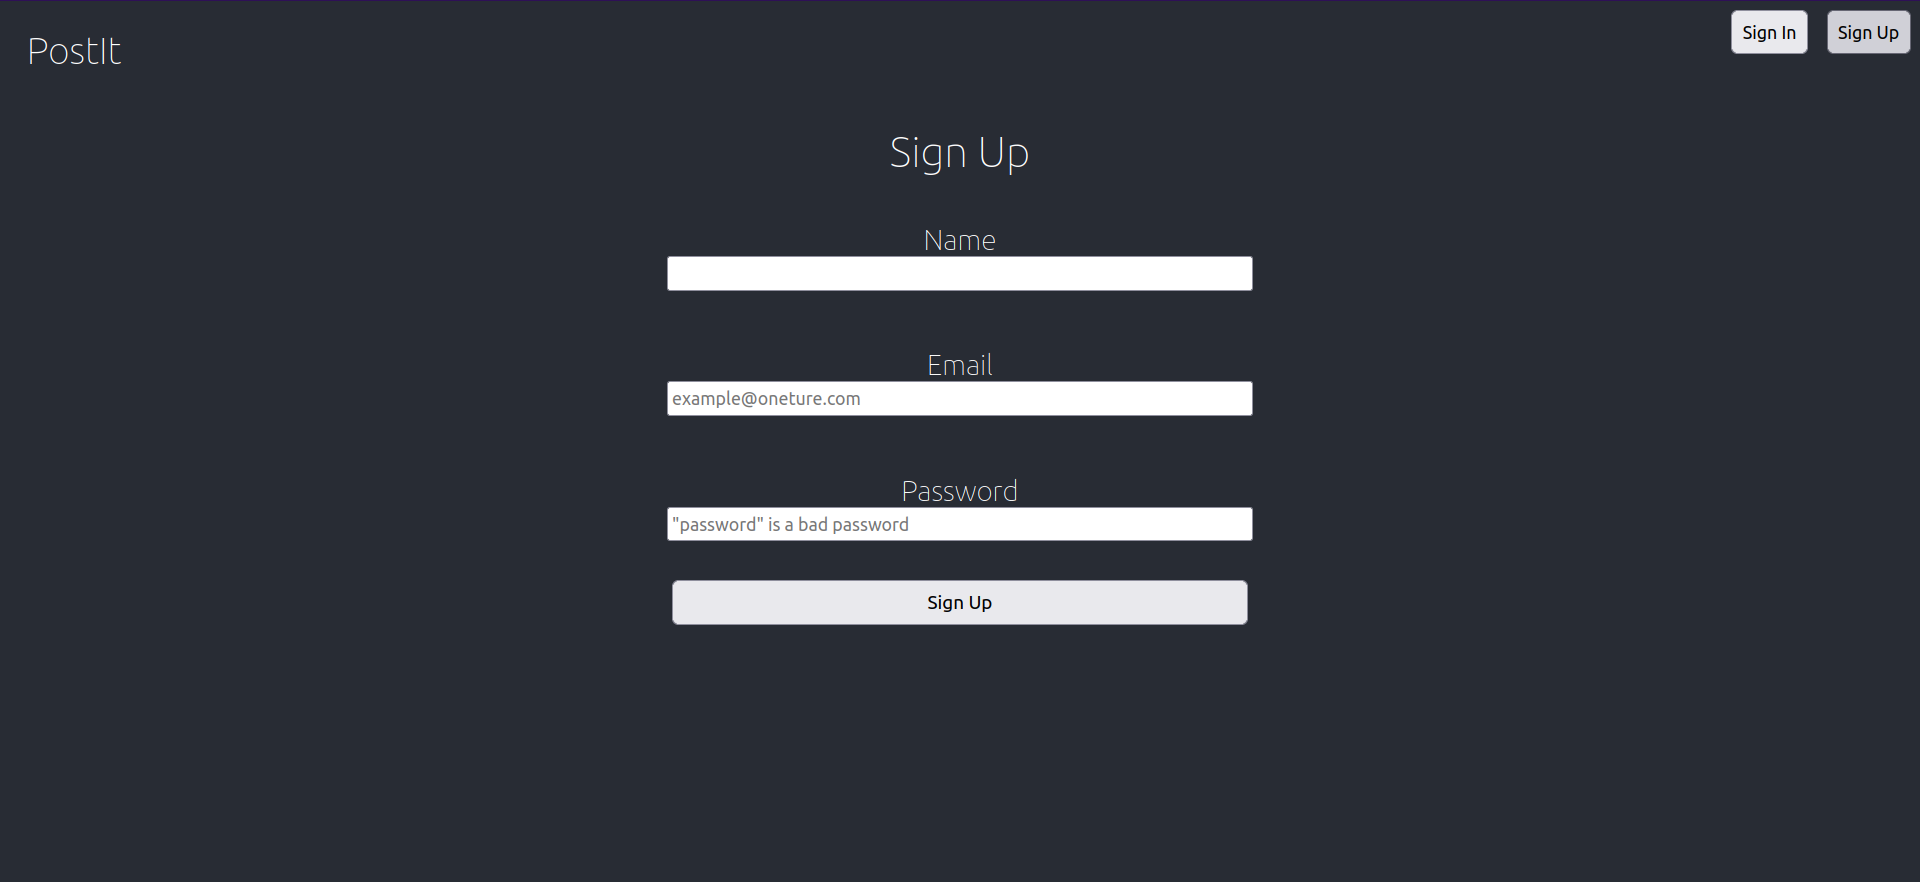 PostIt
Sign In
Sign Up
Sign Up
Name
Email
example@oneture.com
Password
"password" is a bad password
Sign Up